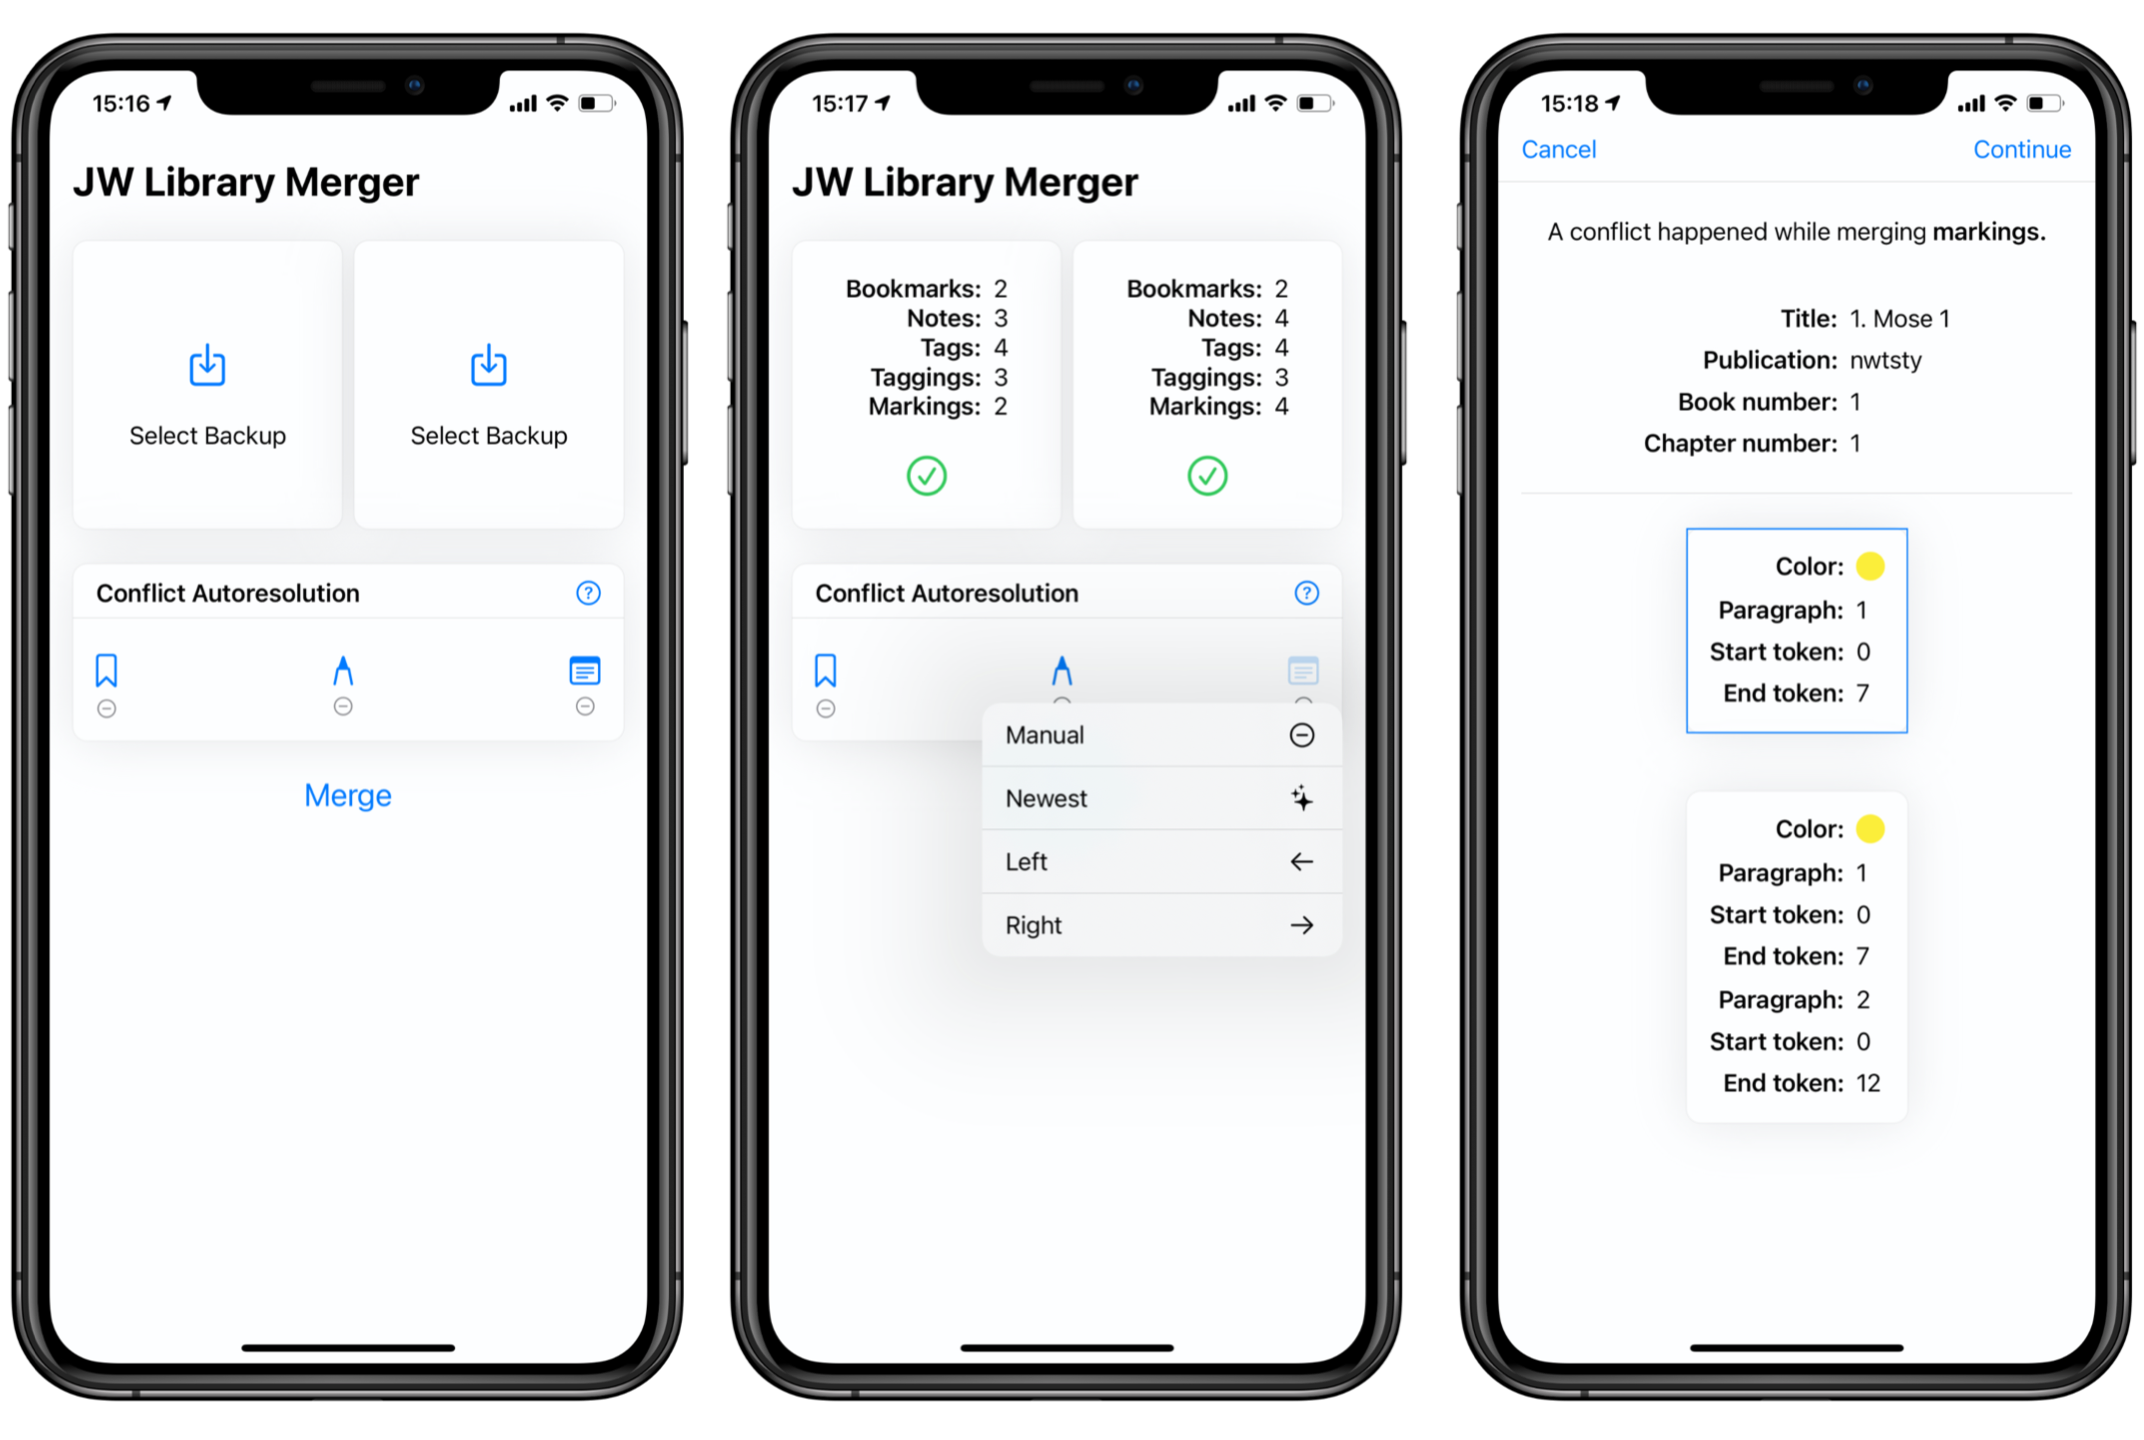 15:16
JW Library Merger
Select Backup
Select Backup
Conflict Autoresolution
?
Merge
15:17
JW Library Merger
Bookmarks: 2
Notes: 3
Tags: 4
Taggings: 3
Markings: 2
Bookmarks: 2
Notes: 4
Tags: 4
Taggings: 3
Markings: 4
Conflict Autoresolution
?
Manual
Newest
Left
Right
15:18
Cancel
Continue
A conflict happened while merging markings.
Title: 1. Mose 1
Publication: nwtsty
Book number: 1
Chapter number: 1
Color:
Paragraph: 1
Start token: 0
End token: 7
Color:
Paragraph: 1
Start token: 0
End token: 7
Paragraph: 2
Start token: 0
End token: 12